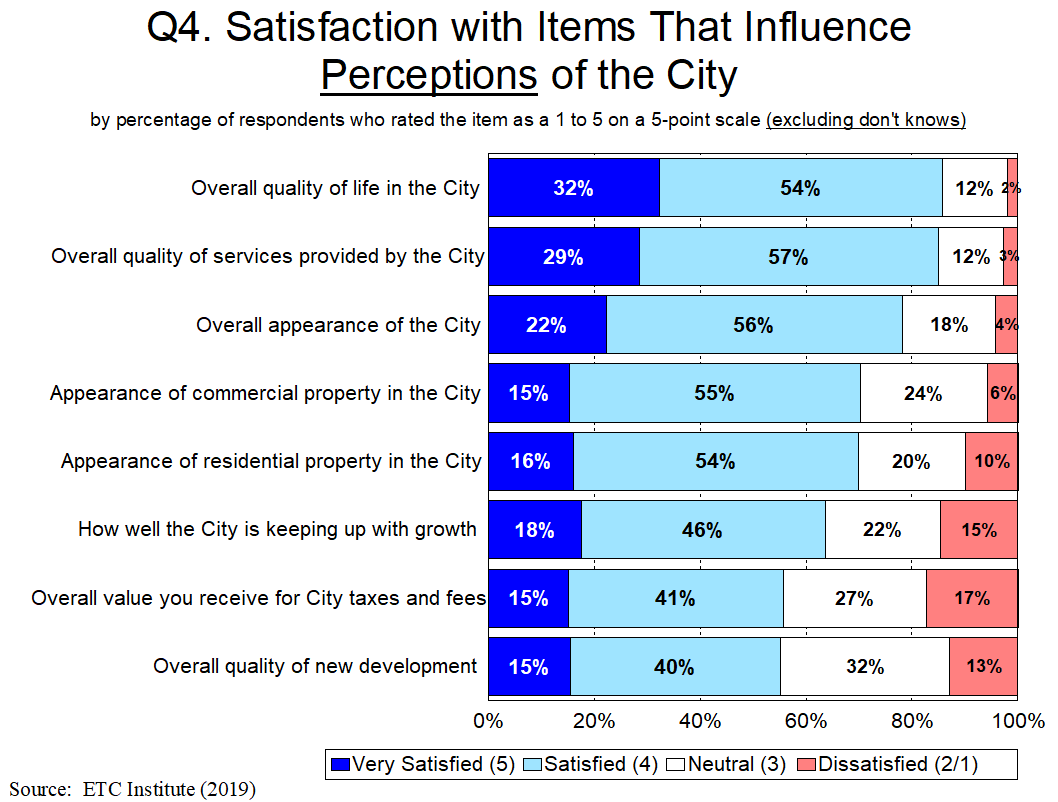 Q4. Satisfaction with Items That Influence
Perceptions of the City
by percentage of respondents who rated the item as a 1 to 5 on a 5-point scale (excluding don't knows)
Overall quality of life in the City 32% 54% 12% 2%
Overall quality of services provided by the City 29% 57% 12% 3%
Overall appearance of the City 22% 56% 18% 4%
Appearance of commercial property in the City 15% 55% 24% 6%
Appearance of residential property in the City 16% 54% 20% 10%
How well the City is keeping up with growth 18% 46% 22% 15%
Overall value you receive for City taxes and fees 15% 41% 27% 17%
Overall quality of new development 15% 40% 32% 13%
0% 20% 40% 60% 80% 100%
Very Satisfied (5) Satisfied (4) Neutral (3) Dissatisfied (2/1)
Source: ETC Institute (2019)